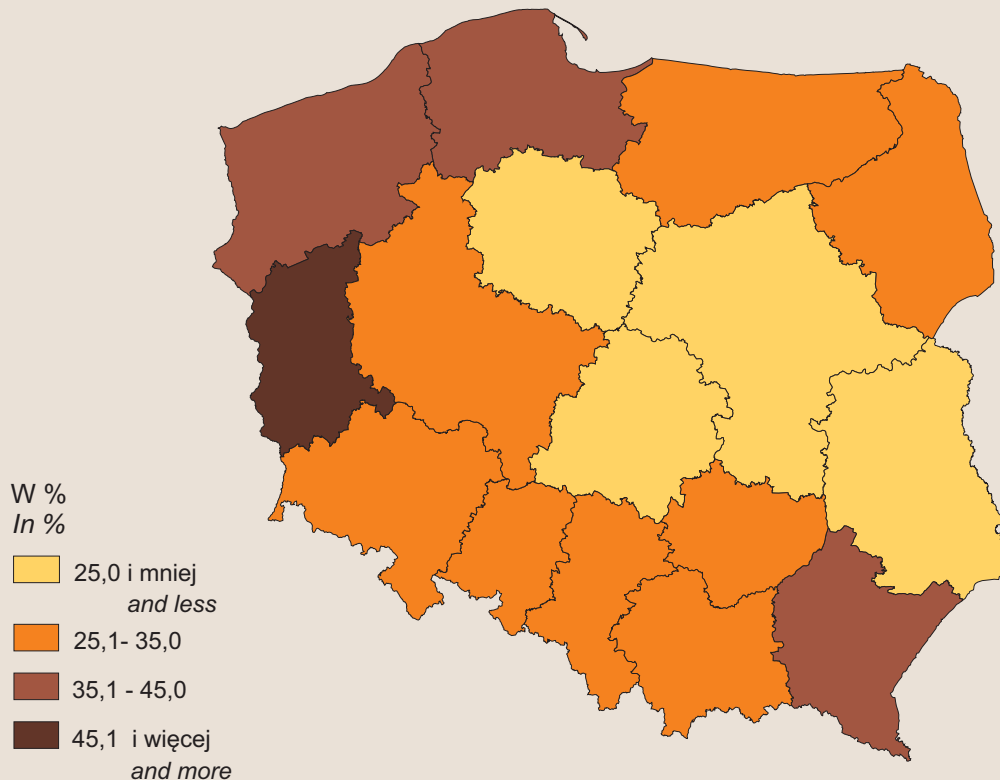 W %
In %
25,0 i mniej
and less
25,1- 35,0
35,1 - 45,0
45,1 i więcej
and more